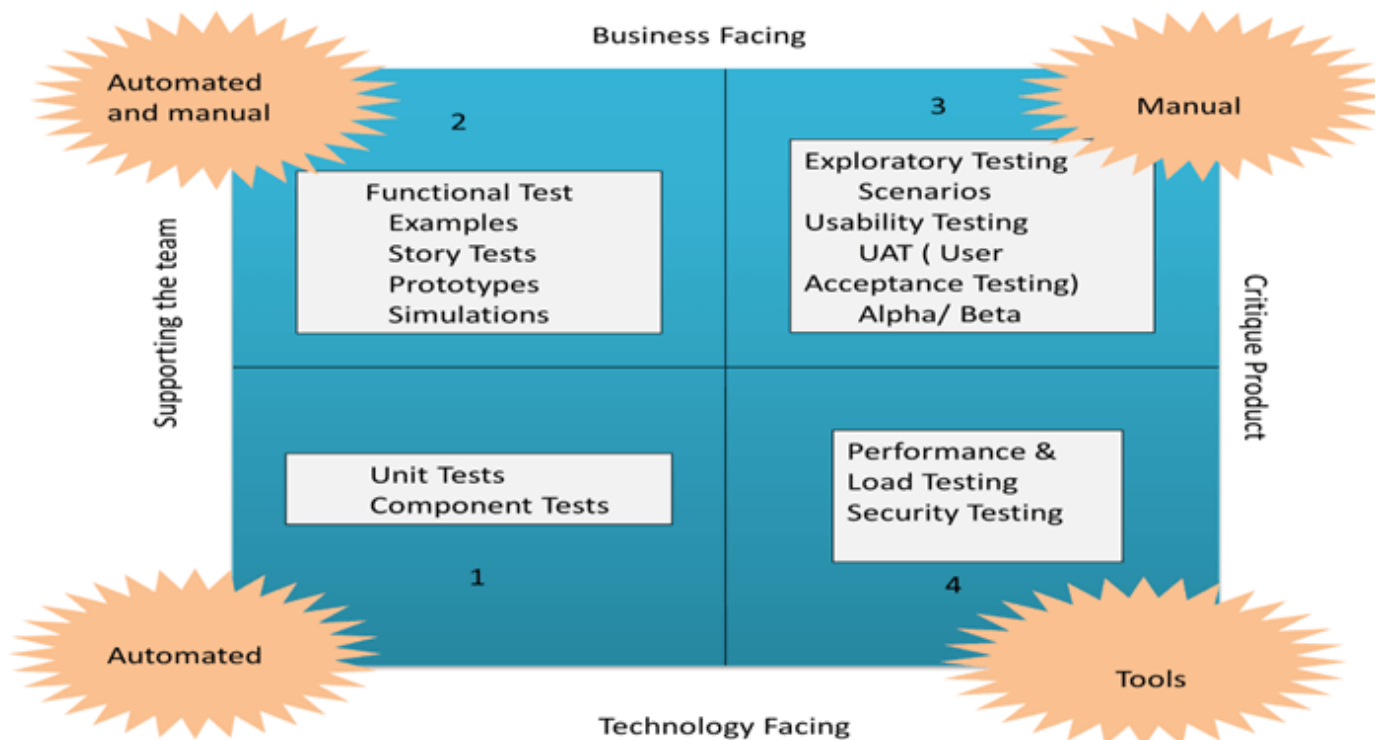 Business Facing
Automated
and manual
2
3
Manual
Functional Test
Examples
Story Tests
Prototypes
Simulations
Exploratory Testing
Scenarios
Usability Testing
UAT ( User
Acceptance Testing)
Alpha/ Beta
Supporting the team
Critique Product
Unit Tests
Component Tests
1
Performance &
Load Testing
Security Testing
4
Automated
Tools
Technology Facing